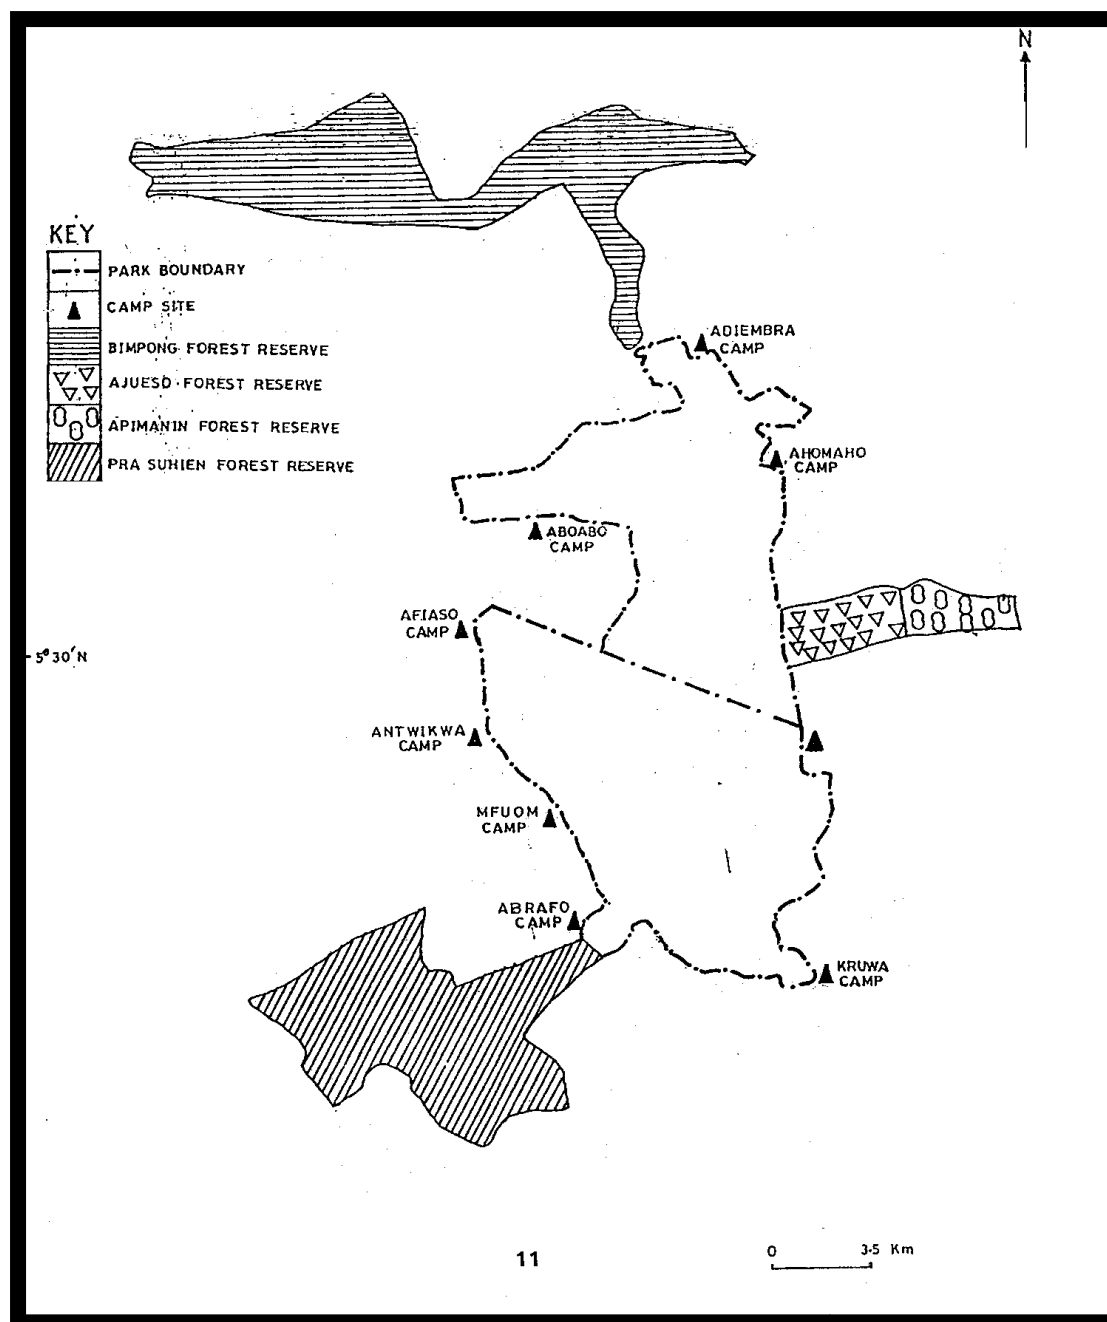 N
KEY
PARK BOUNDARY
CAMP SITE
BIMPONG FOREST RESERVE
AJUESO FOREST RESERVE
APIMANIN FOREST RESERVE
PRA SUHIEN FOREST RESERVE
ADIEMBRA
CAMP
AHOMAHO
CAMP
ABOABO
CAMP
AFIASO
CAMP
5°30'N
ANTWIKWA
CAMP
MFUOM
CAMP
ABRAFO
CAMP
KRUWA
CAMP
11
0 3·5 Km